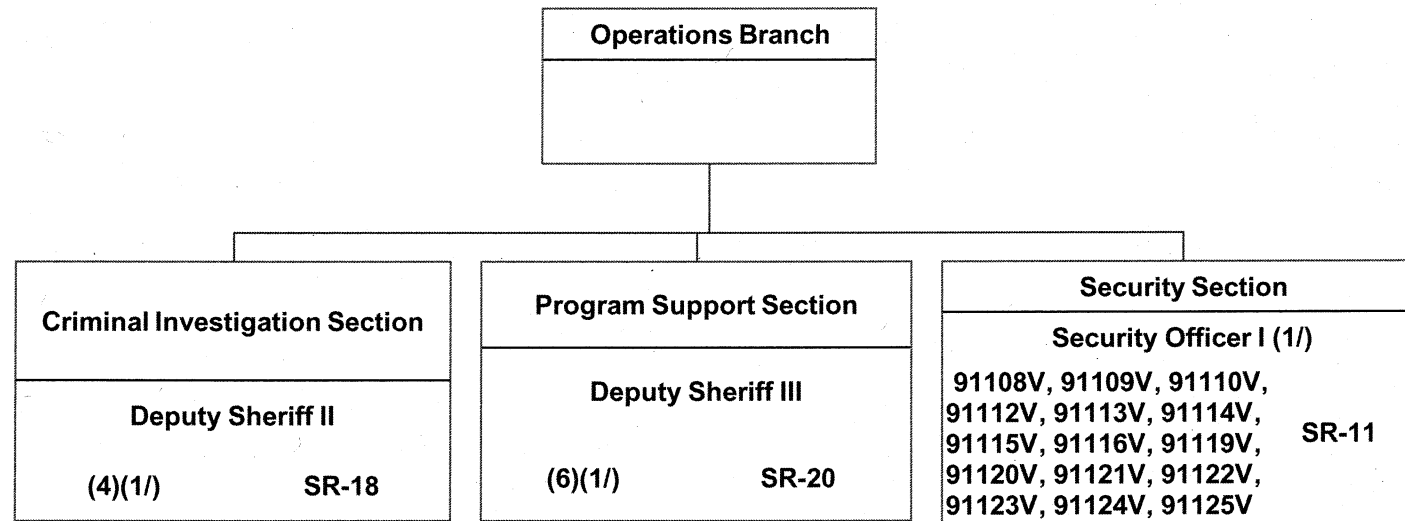 Operations Branch
Criminal Investigation Section
Deputy Sheriff II
(4)(1/) SR-18
Program Support Section
Deputy Sheriff III
(6)(1/) SR-20
Security Section
Security Officer I (1/)
91108V, 91109V, 91110V,
91112V, 91113V, 91114V,
91115V, 91116V, 91119V,
91120V, 91121V, 91122V,
91123V, 91124V, 91125V
SR-11